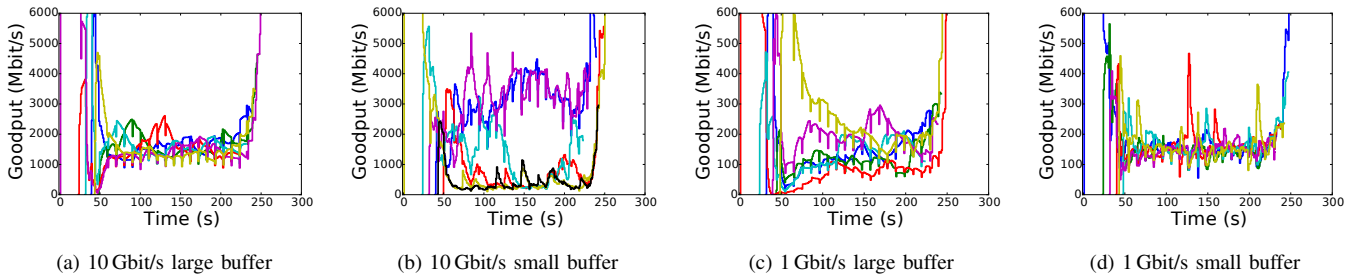 6000
5000
4000
3000
2000
1000
0
Goodput (Mbit/s)
0 50 100 150 200 250 300
Time (s)
(a) 10 Gbit/s large buffer
6000
5000
4000
3000
2000
1000
0
Goodput (Mbit/s)
0 50 100 150 200 250 300
Time (s)
(b) 10 Gbit/s small buffer
600
500
400
300
200
100
0
Goodput (Mbit/s)
0 50 100 150 200 250 300
Time (s)
(c) 1 Gbit/s large buffer
600
500
400
300
200
100
0
Goodput (Mbit/s)
0 50 100 150 200 250 300
Time (s)
(d) 1 Gbit/s small buffer